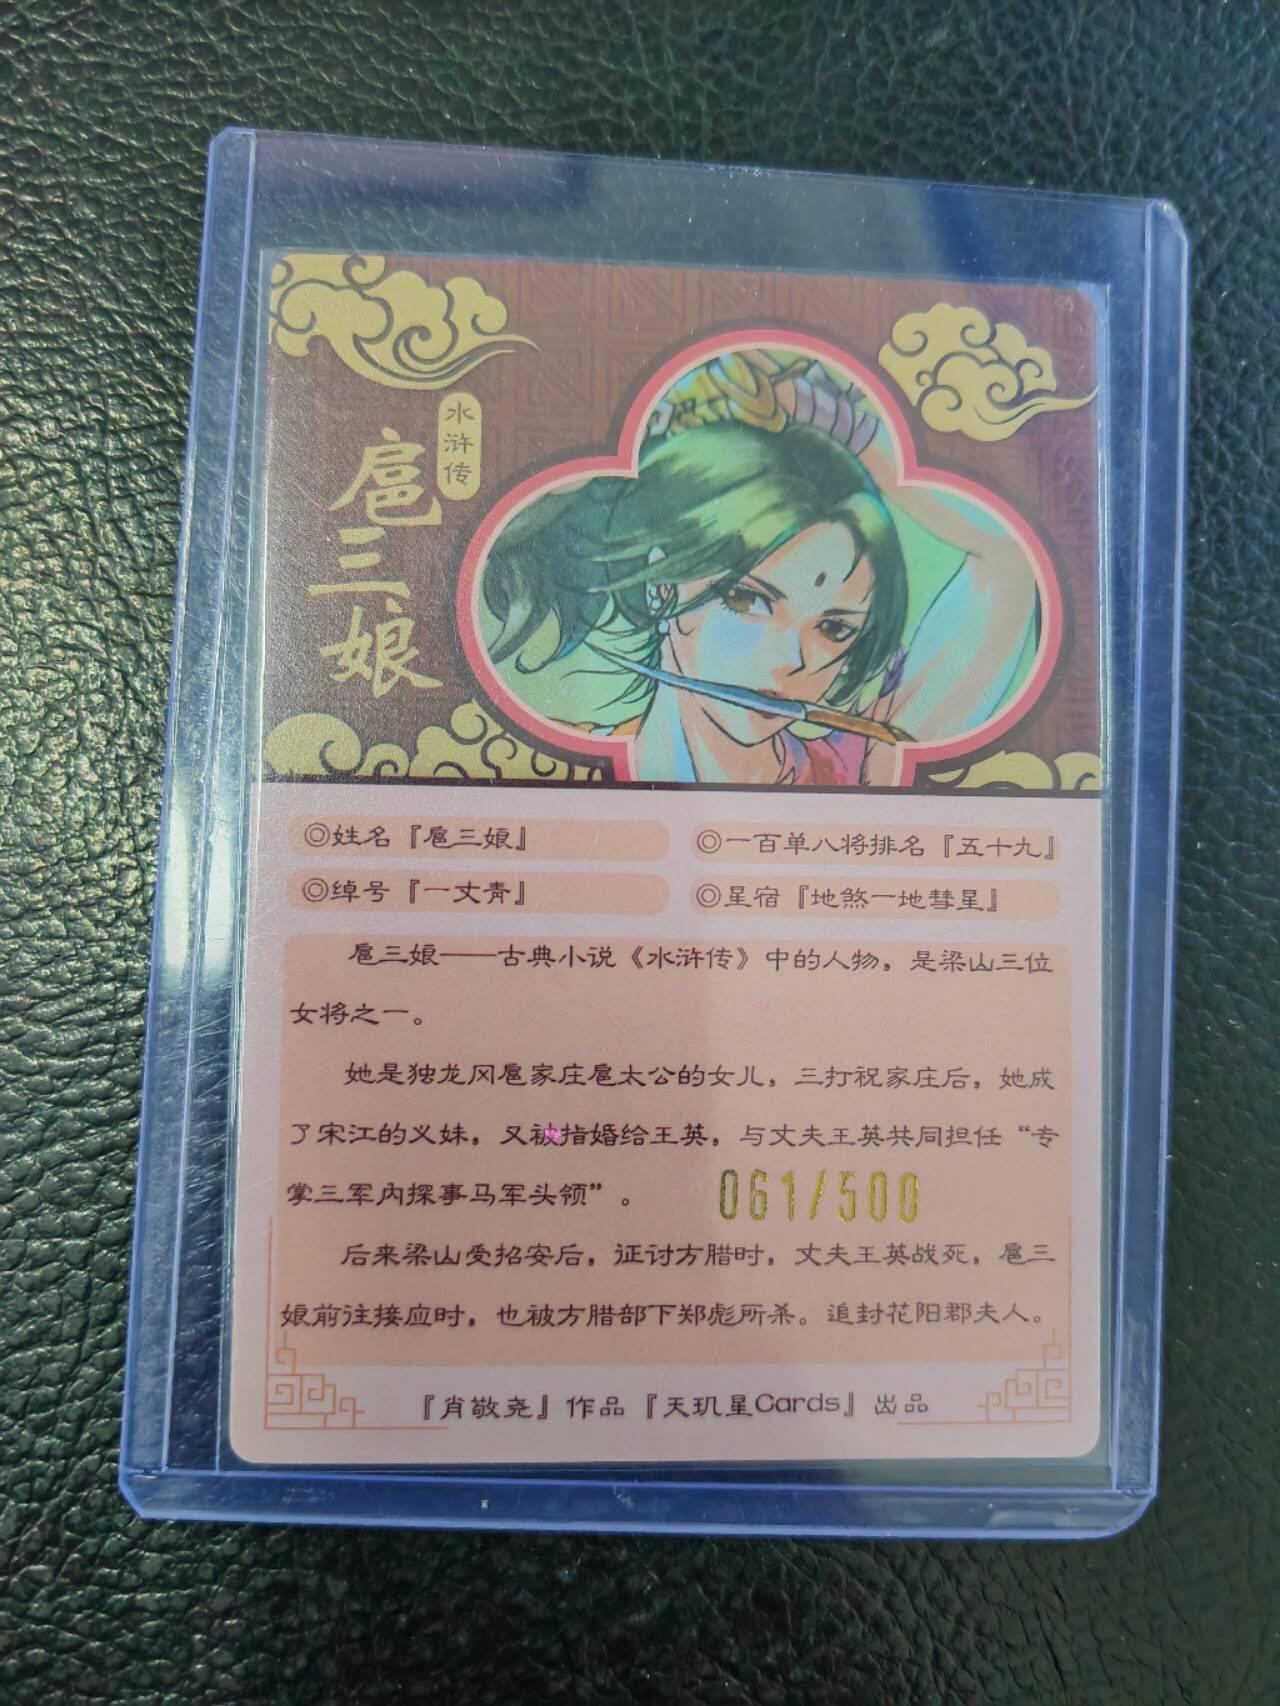 水浒传
扈三娘
◎姓名『扈三娘』
◎一百单八将排名『五十九』
◎绰号『一丈青』
◎星宿『地煞一地彗星』
扈三娘——古典小说《水浒传》中的人物，是梁山三位
女将之一。
她是独龙冈扈家庄扈太公的女儿，三打祝家庄后，她成
了宋江的义妹，又被指婚给王英，与丈夫王英共同担任“专
掌三军内探事马军头领”。
061/500
后来梁山受招安后，征讨方腊时，丈夫王英战死，扈三
娘前往接应时，也被方腊部下郑彪所杀。追封花阳郡夫人。
『肖敬尧』作品『天玑星Cards』出品